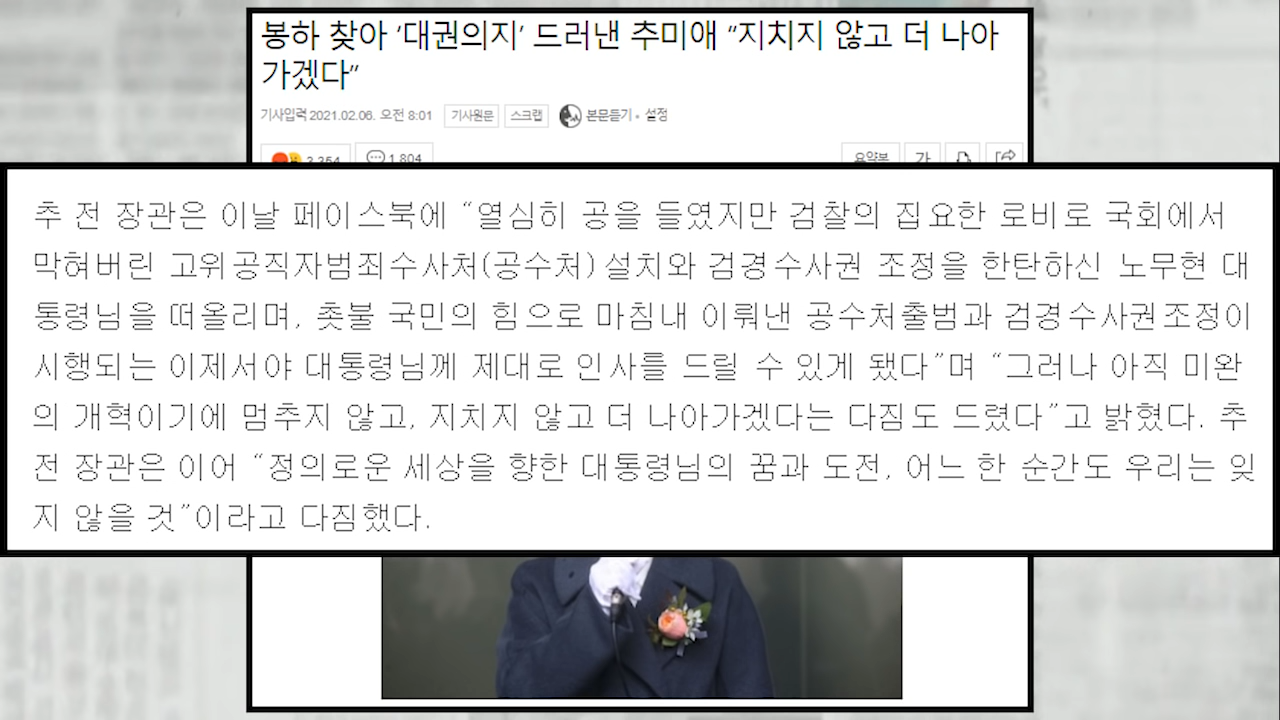 봉하 찾아 ‘대권의지’ 드러낸 추미애 “지치지 않고 더 나아
가겠다”
기사입력 2021.02.06. 오전 8:01 기사원문 스크랩 본문듣기 • 설정
3,364 1,804 요약봇 가
추 전 장관은 이날 페이스북에 “열심히 공을 들였지만 검찰의 집요한 로비로 국회에서
막혀버린 고위공직자범죄수사처(공수처) 설치와 검경수사권 조정을 한탄하신 노무현 대
통령님을 떠올리며, 촛불 국민의 힘으로 마침내 이뤄낸 공수처출범과 검경수사권조정이
시행되는 이제서야 대통령님께 제대로 인사를 드릴 수 있게 됐다”며 “그러나 아직 미완
의 개혁이기에 멈추지 않고, 지치지 않고 더 나아가겠다는 다짐도 드렸다”고 밝혔다. 추
전 장관은 이어 “정의로운 세상을 향한 대통령님의 꿈과 도전, 어느 한 순간도 우리는 잊
지 않을 것”이라고 다짐했다.